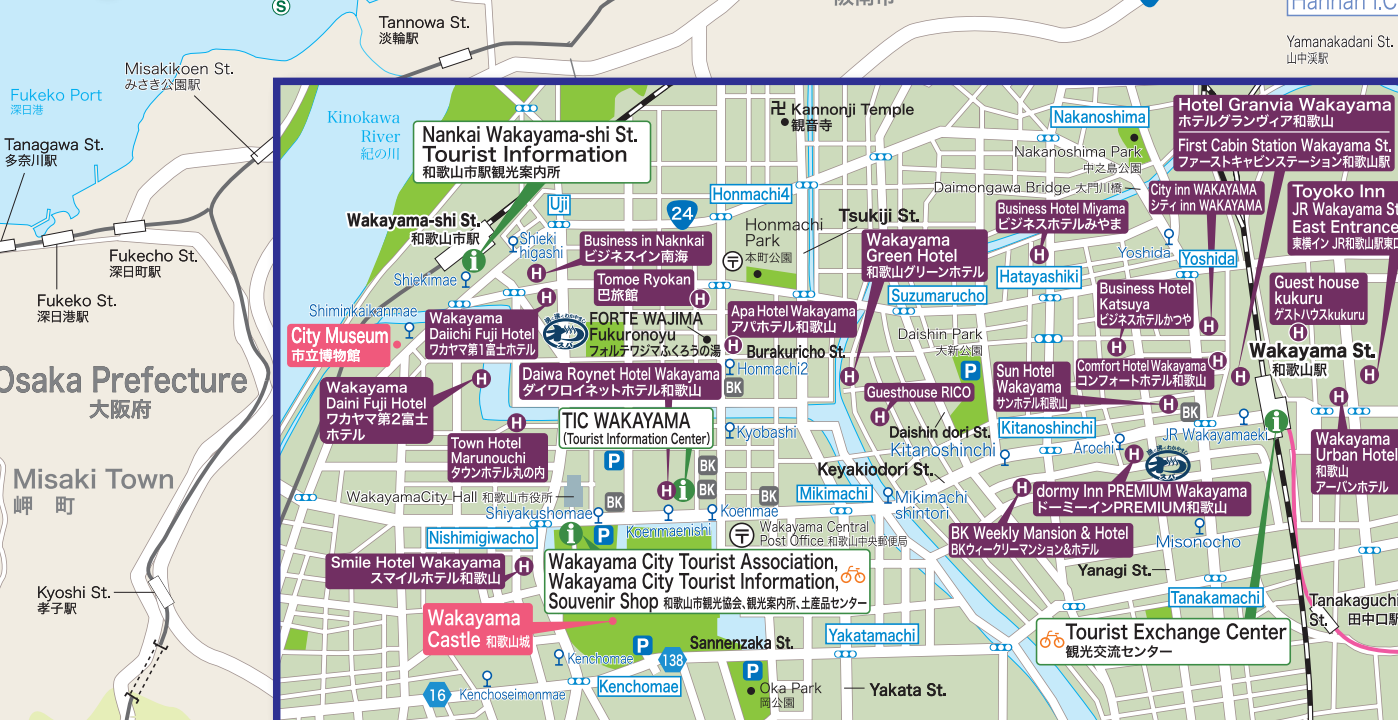 S
阪南市
Hannan I.C
Tannowa St.
淡輪駅
Yamanakadani St.
山中渓駅
Misakikoen St.
みさき公園駅
Fukeko Port
深日港
Tanagawa St.
多奈川駅
Fukecho St.
深日町駅
Fukeko St.
深日港駅
Osaka Prefecture
大阪府
Misaki Town
岬 町
Kyoshi St.
孝子駅
Kinokawa
River
紀の川
Nankai Wakayama-shi St.
Tourist Information
和歌山市駅観光案内所
卍 Kannonji Temple
観音寺
Nakanoshima
Nakanoshima Park
中之島公園
Hotel Granvia Wakayama
ホテルグランヴィア和歌山
First Cabin Station Wakayama St.
ファーストキャビンステーション和歌山駅
Daimongawa Bridge 大門川橋
City inn WAKAYAMA
シティ inn WAKAYAMA
Toyoko Inn
JR Wakayama St
East Entrance
東横イン JR和歌山駅東口
Wakayama-shi St.
和歌山市駅
Uji
Honmachi4
24
Honmachi
Park
本町公園
Tsukiji St.
Business Hotel Miyama
ビジネスホテルみやま
Shieki
higashi
Business in Naknkai
ビジネスイン南海
Wakayama
Green Hotel
和歌山グリーンホテル
Yoshida
Yoshida
Shiekimae
Tomoe Ryokan
巴旅館
Hatayashiki
Suzumarucho
Business Hotel
Katsuya
ビジネスホテルかつや
Guest house
kukuru
ゲストハウスkukuru
Shiminkaikanmae
City Museum
市立博物館
Wakayama
Daiichi Fuji Hotel
ワカヤマ第1富士ホテル
FORTE WAJIMA
Fukuronoyu
フォルテワジマふくろうの湯
Apa Hotel Wakayama
アパホテル和歌山
Burakuricho St.
Honmachi2
Daishin Park
大新公園
Wakayama St.
和歌山駅
Wakayama
Daini Fuji Hotel
ワカヤマ第2富士
ホテル
Daiwa Roynet Hotel Wakayama
ダイワロイネットホテル和歌山
BK
Guesthouse RICO
P
Sun Hotel
Wakayama
サンホテル和歌山
Comfort Hotel Wakayama
コンフォートホテル和歌山
BK
TIC WAKAYAMA
(Tourist Information Center)
Kyobashi
Daishin dori St.
Kitanoshinchi
Kitanoshinchi
JR Wakayamaeki
Arochi
Town Hotel
Marunouchi
タウンホテル丸の内
P
BK
Keyakiodori St.
Wakayama
Urban Hotel
和歌山
アーバンホテル
WakayamaCity Hall 和歌山市役所
BK
BK
BK
Mikimachi
Mikimachi
shintori
dormy Inn PREMIUM Wakayama
ドーミーインPREMIUM和歌山
Shiyakushomae
Koenmae
Nishimigiwacho
P
Koenmaenishi
Wakayama Central
Post Office 和歌山中央郵便局
BK Weekly Mansion & Hotel
BKウィークリーマンション&ホテル
Misonocho
Smile Hotel Wakayama
スマイルホテル和歌山
Wakayama City Tourist Association,
Wakayama City Tourist Information,
Souvenir Shop 和歌山市観光協会、観光案内所、土産品センター
Yanagi St.
Tanakamachi
Tanakaguchi
St. 田中口駅
Wakayama
Castle 和歌山城
P
Sannenzaka St.
Yakatamachi
Tourist Exchange Center
観光交流センター
Kenchomae
138
Kenchomae
16
Kenchoseimonmae
P
Oka Park
岡公園
Yakata St.